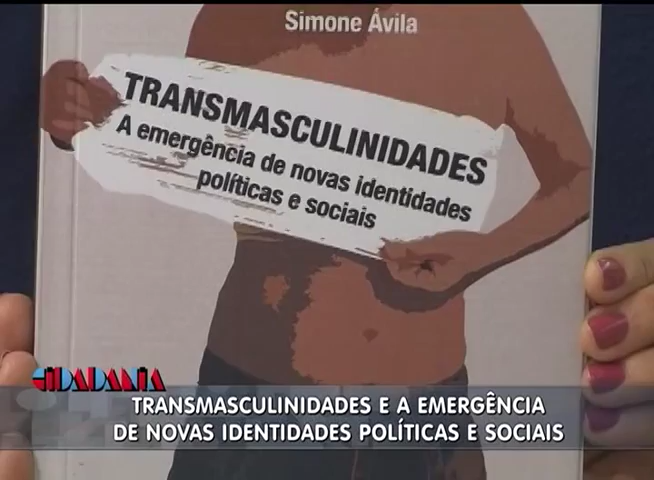 Simone Ávila
TRANSMASCULINIDADES
A emergência de novas identidades
políticas e sociais
CIDADANIA
TRANSMASCULINIDADES E A EMERGÊNCIA
DE NOVAS IDENTIDADES POLÍTICAS E SOCIAIS